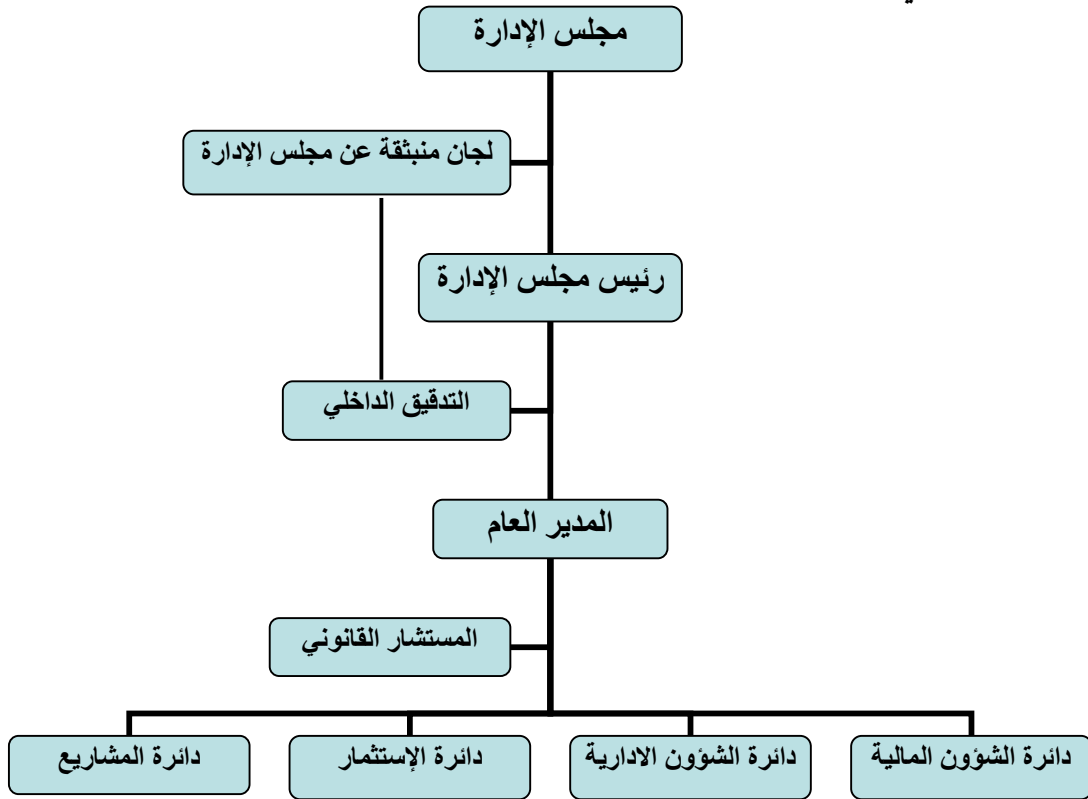 مجلس الإدارة
لجان منبثقة عن مجلس الإدارة
رئيس مجلس الإدارة
التدقيق الداخلي
المدير العام
المستشار القانوني
دائرة الشؤون المالية
دائرة الشؤون الادارية
دائرة الإستثمار
دائرة المشاريع